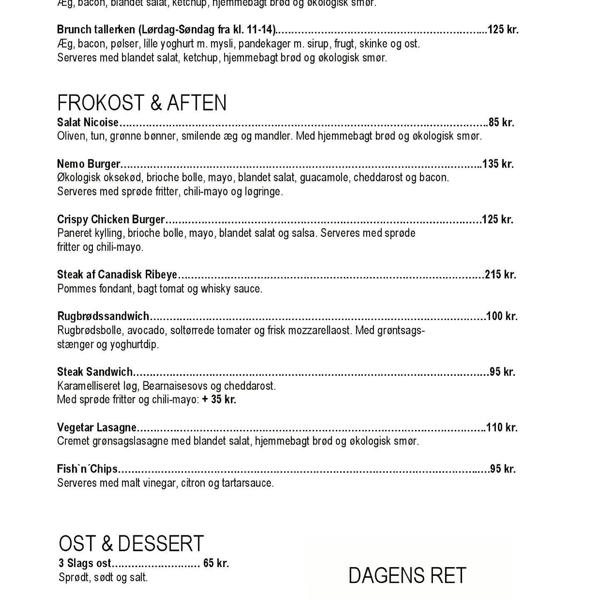 Æg, bacon, blandet salat, ketchup, hjemmebagt brød og økologisk smør.
Brunch tallerken (Lørdag-Søndag fra kl. 11-14)..............................................................125 kr.
Æg, bacon, pølser, lille yoghurt m. mysli, pandekager m. sirup, frugt, skinke og ost.
Serveres med blandet salat, ketchup, hjemmebagt brød og økologisk smør.
FROKOST & AFTEN
Salat Nicoise..............................................................85 kr.
Oliven, tun, grønne bønner, smilende æg og mandler. Med hjemmebagt brød og økologisk smør.
Nemo Burger..............................................................135 kr.
Økologisk oksekød, brioche bolle, mayo, blandet salat, guacamole, cheddarost og bacon.
Serveres med sprøde fritter, chili-mayo og løgringe.
Crispy Chicken Burger..............................................................125 kr.
Paneret kylling, brioche bolle, mayo, blandet salat og salsa. Serveres med sprøde
fritter og chili-mayo.
Steak af Canadisk Ribeye..............................................................215 kr.
Pommes fondant, bagt tomat og whisky sauce.
Rugbrødssandwich..............................................................100 kr.
Rugbrødsbolle, avocado, soltørrede tomater og frisk mozzarellaost. Med grøntsags-
stænger og yoghurtdip.
Steak Sandwich..............................................................95 kr.
Karamelliseret løg, Bearnaisesovs og cheddarost.
Med sprøde fritter og chili-mayo: + 35 kr.
Vegetar Lasagne..............................................................110 kr.
Cremet grønsagslasagne med blandet salat, hjemmebagt brød og økologisk smør.
Fish`n´Chips..............................................................95 kr.
Serveres med malt vinegar, citron og tartarsauce.
OST & DESSERT
3 Slags ost.......................... 65 kr.
Sprødt, sødt og salt.
DAGENS RET